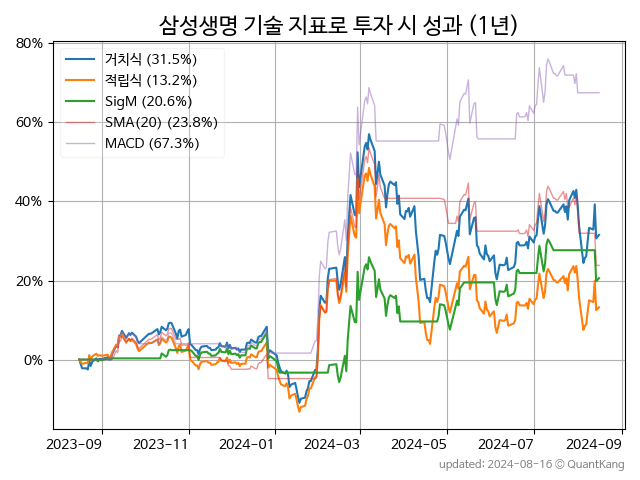 삼성생명 기술 지표로 투자 시 성과 (1년)
80%
60%
40%
20%
0%
거치식 (31.5%)
적립식 (13.2%)
SigM (20.6%)
SMA(20) (23.8%)
MACD (67.3%)
2023-09 2023-11 2024-01 2024-03 2024-05 2024-07 2024-09
updated: 2024-08-16 © QuantKang